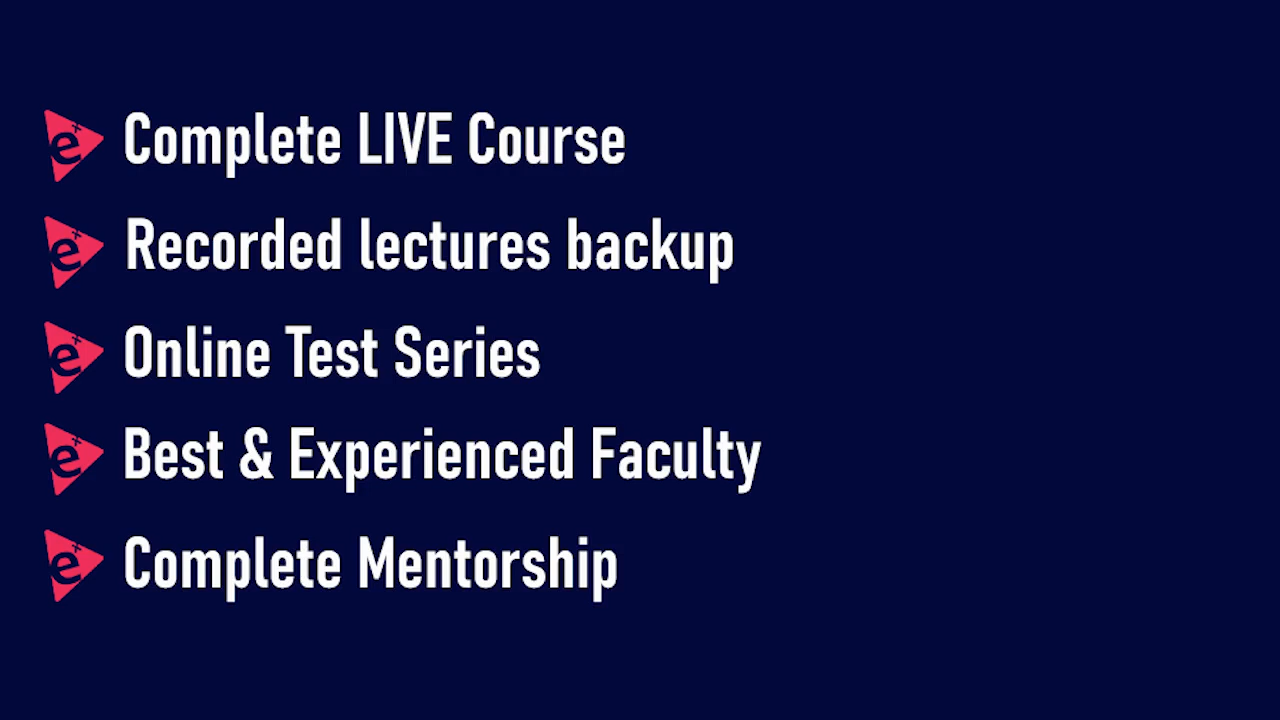 e+ Complete LIVE Course
e+ Recorded lectures backup
e+ Online Test Series
e+ Best & Experienced Faculty
e+ Complete Mentorship